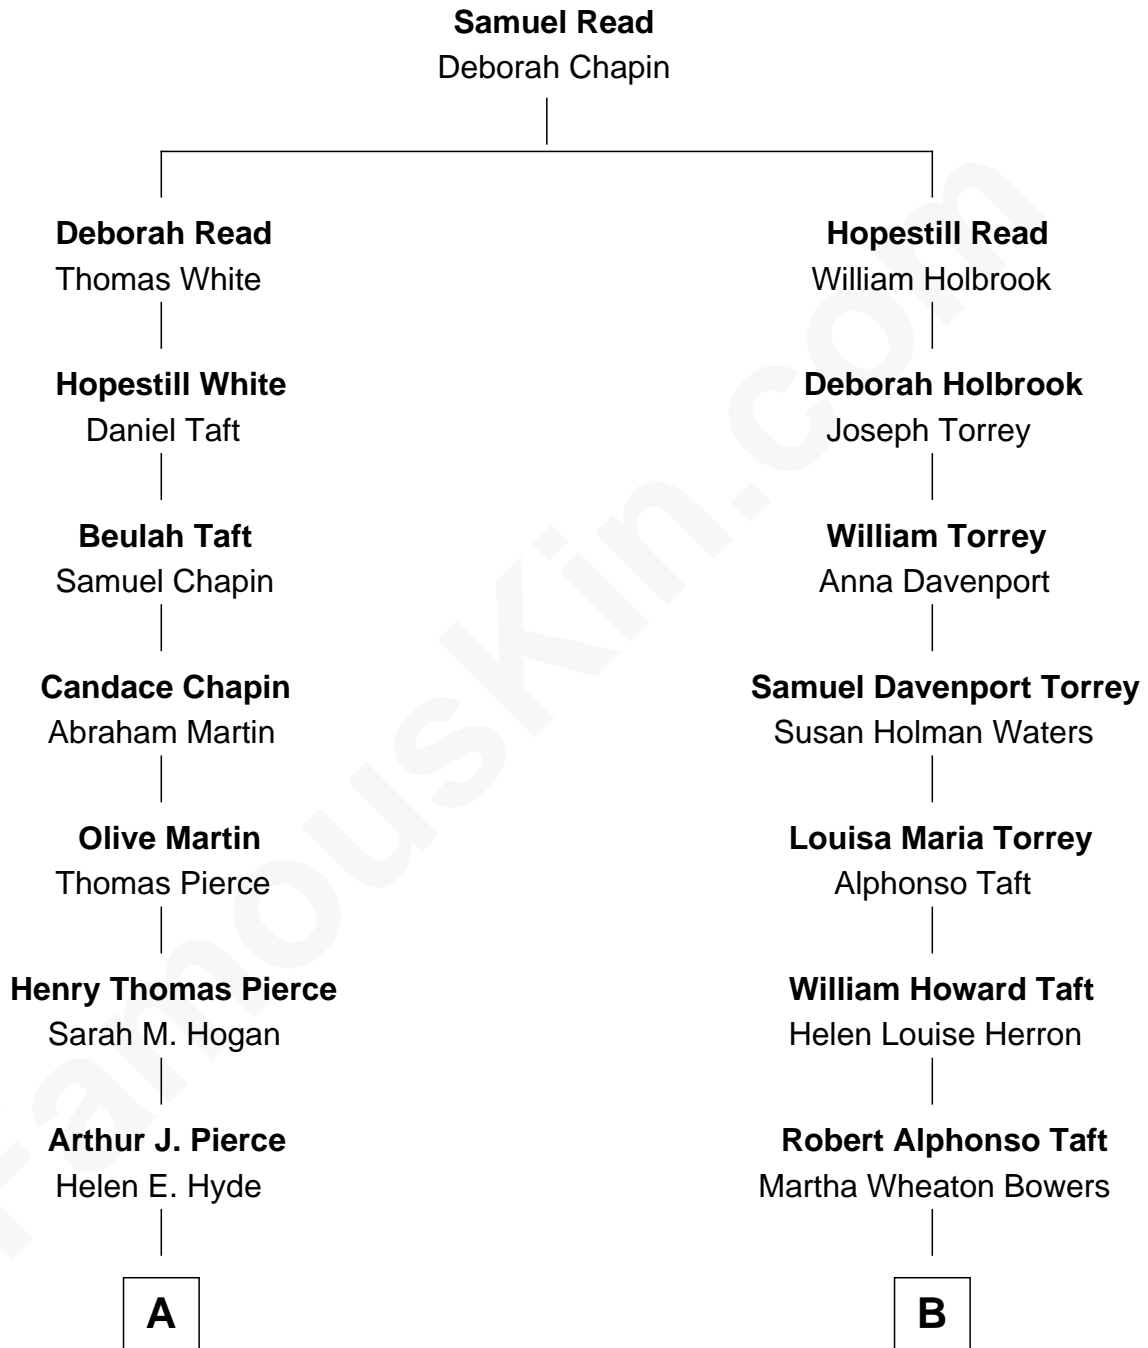 Samuel Read
Deborah Chapin
Deborah Read
Thomas White
Hopestill Read
William Holbrook
Hopestill White
Daniel Taft
Deborah Holbrook
Joseph Torrey
Beulah Taft
Samuel Chapin
William Torrey
Anna Davenport
Candace Chapin
Abraham Martin
Samuel Davenport Torrey
Susan Holman Waters
Olive Martin
Thomas Pierce
Louisa Maria Torrey
Alphonso Taft
Henry Thomas Pierce
Sarah M. Hogan
William Howard Taft
Helen Louise Herron
Arthur J. Pierce
Helen E. Hyde
Robert Alphonso Taft
Martha Wheaton Bowers
A
B
FamousKin.com